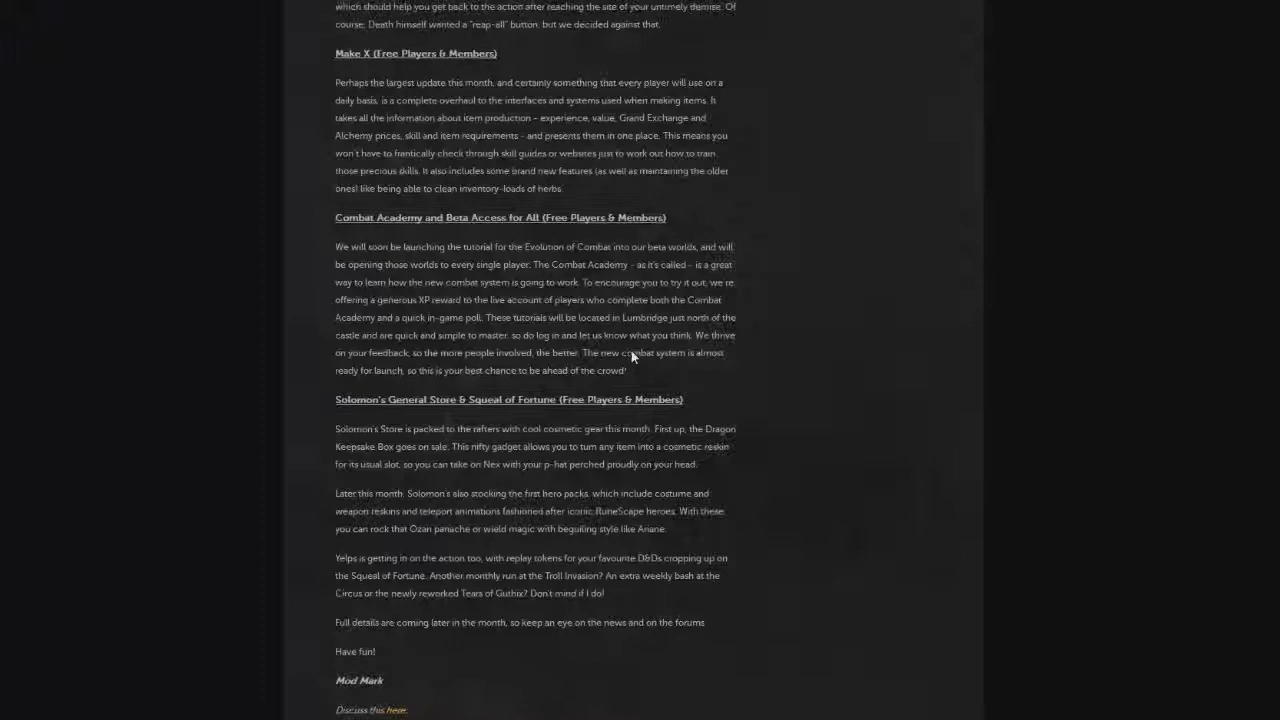 which should help you get back to the action after reaching the site of your untimely demise. Of
course, Death himself wanted a "reap-all" button, but we decided against that.
Make X (Free Players & Members)
Perhaps the largest update this month, and certainly something that every player will use on a
daily basis, is a complete overhaul to the interfaces and systems used when making items. It
takes all the information about item production – experience, value, Grand Exchange and
Alchemy prices, skill and item requirements - and presents them in one place. This means you
won't have to frantically check through skill guides or websites just to work out how to train
those precious skills. It also includes some brand new features (as well as maintaining the older
ones) like being able to clean inventory-loads of herbs.
Combat Academy and Beta Access for All (Free Players & Members)
We will soon be launching the tutorial for the Evolution of Combat into our beta worlds, and will
be opening those worlds to every single player. The Combat Academy - as it's called - is a great
way to learn how the new combat system is going to work. To encourage you to try it out, we're
offering a generous XP reward to the live account of players who complete both the Combat
Academy and a quick in-game poll. These tutorials will be located in Lumbridge just north of the
castle and are quick and simple to master, so do log in and let us know what you think. We thrive
on your feedback, so the more people involved, the better. The new combat system is almost
ready for launch, so this is your best chance to be ahead of the crowd!
Solomon's General Store & Squeal of Fortune (Free Players & Members)
Solomon's Store is packed to the rafters with cool cosmetic gear this month. First up, the Dragon
Keepsake Box goes on sale. This nifty gadget allows you to turn any item into a cosmetic reskin
for its usual slot, so you can take on Nex with your p-hat perched proudly on your head.
Later this month, Solomon's also stocking the first hero packs, which include costume and
weapon reskins and teleport animations fashioned after iconic RuneScape heroes. With these
you can rock that Ozan panache or wield magic with beguiling style like Ariane.
Yelps is getting in on the action too, with replay tokens for your favourite D&Ds cropping up on
the Squeal of Fortune. Another monthly run at the Troll Invasion? An extra weekly bash at the
Circus or the newly reworked Tears of Guthix? Don't mind if I do!
Full details are coming later in the month, so keep an eye on the news and on the forums
Have fun!
Mod Mark
Discuss this here.